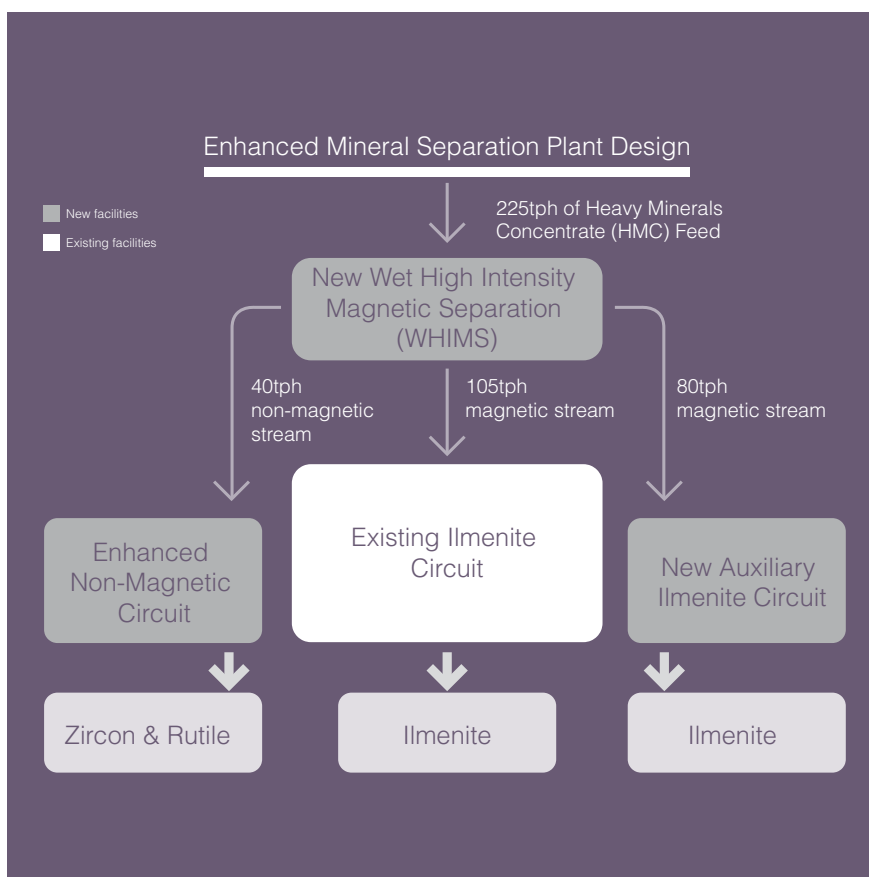 Enhanced Mineral Separation Plant Design
New facilities
Existing facilities
225tph of Heavy Minerals
Concentrate (HMC) Feed
New Wet High Intensity
Magnetic Separation
(WHIMS)
40tph
non-magnetic
stream
105tph
magnetic stream
80tph
magnetic stream
Enhanced
Non-Magnetic
Circuit
Existing Ilmenite
Circuit
New Auxiliary
Ilmenite Circuit
Zircon & Rutile
Ilmenite
Ilmenite